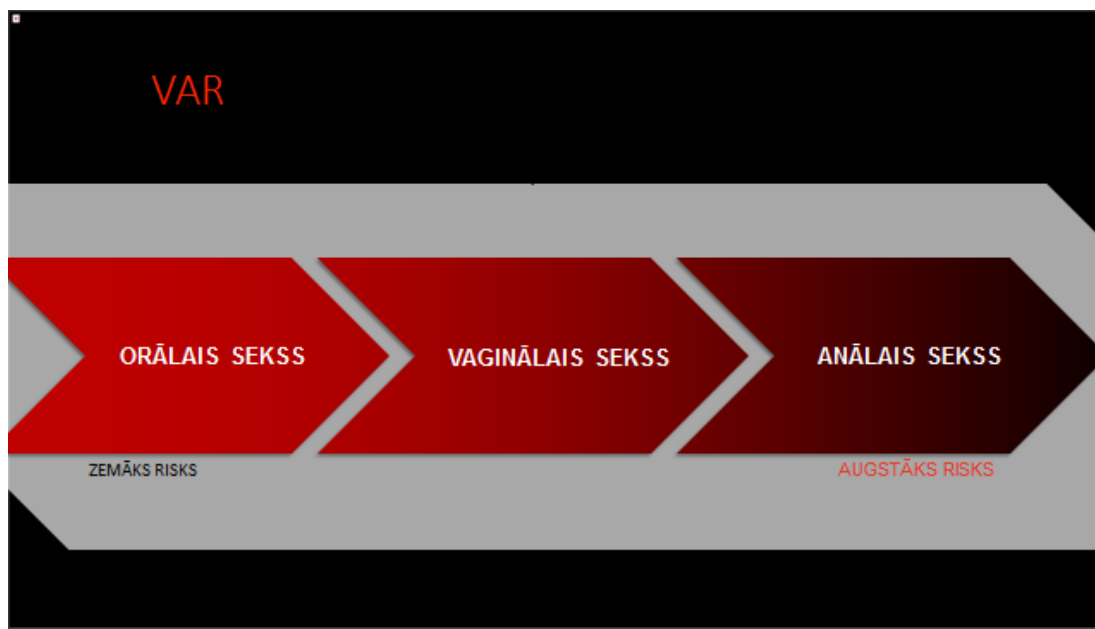 VAR
ORĀLAIS SEKSS
VAGINĀLAIS SEKSS
ANĀLAIS SEKSS
ZEMĀKS RISKS
AUGSTĀKS RISKS